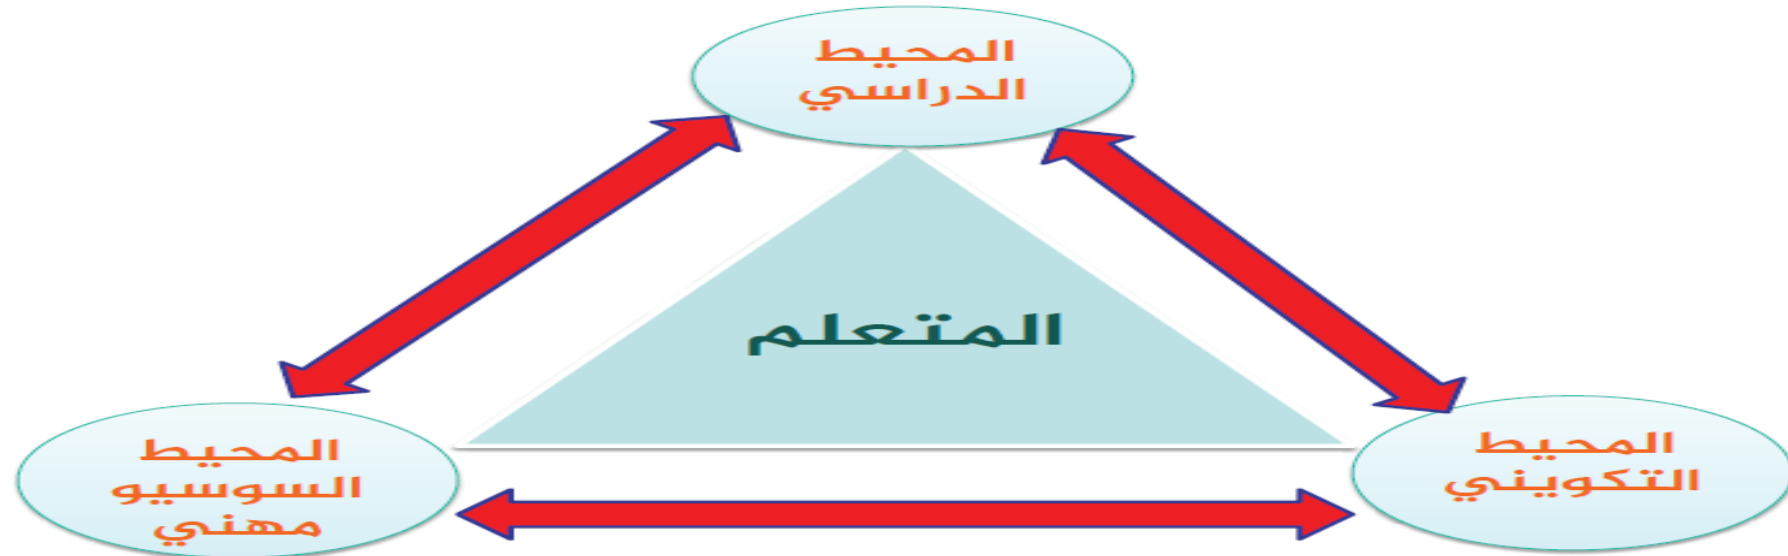 المحيط
الدراسي
المتعلم
المحيط
التكويني
المحيط
السوسيو
مهني